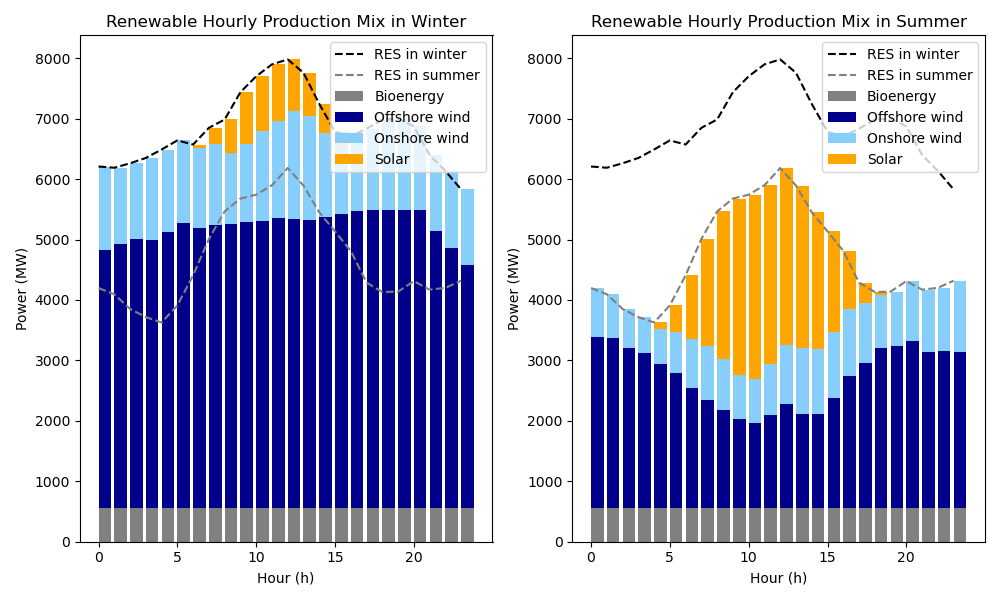 Renewable Hourly Production Mix in Winter
Power (MW)
8000
7000
6000
5000
4000
3000
2000
1000
0
0 5 10 15 20
Hour (h)
RES in winter
RES in summer
Bioenergy
Offshore wind
Onshore wind
Solar
Renewable Hourly Production Mix in Summer
Power (MW)
8000
7000
6000
5000
4000
3000
2000
1000
0
0 5 10 15 20
Hour (h)
RES in winter
RES in summer
Bioenergy
Offshore wind
Onshore wind
Solar